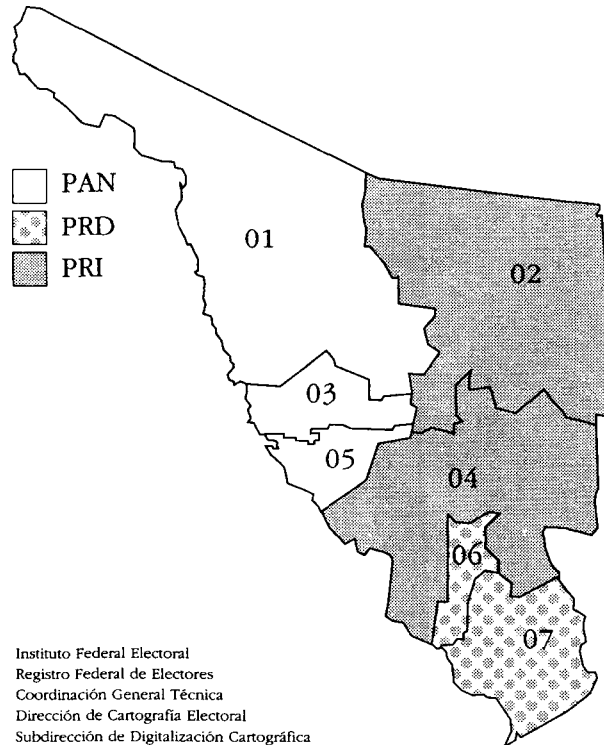 PAN
PRD
PRI
01
02
03
04
05
06
07
Instituto Federal Electoral
Registro Federal de Electores
Coordinación General Técnica
Dirección de Cartografía Electoral
Subdirección de Digitalización Cartográfica